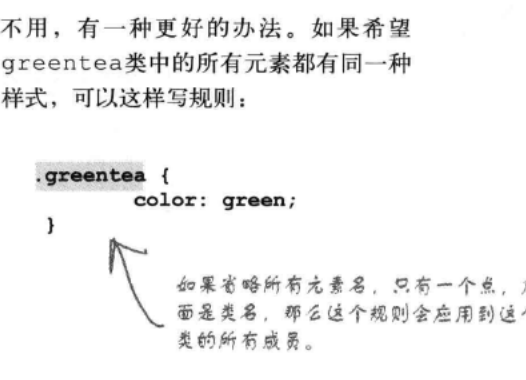 不用，有一种更好的办法。如果希望
greentea类中的所有元素都有同一种
样式，可以这样写规则：
.greentea {
color: green;
}
如果省略所有元素名，只有一个点，
面是类名，那么这个规则会应用到这个
类的所有成员。